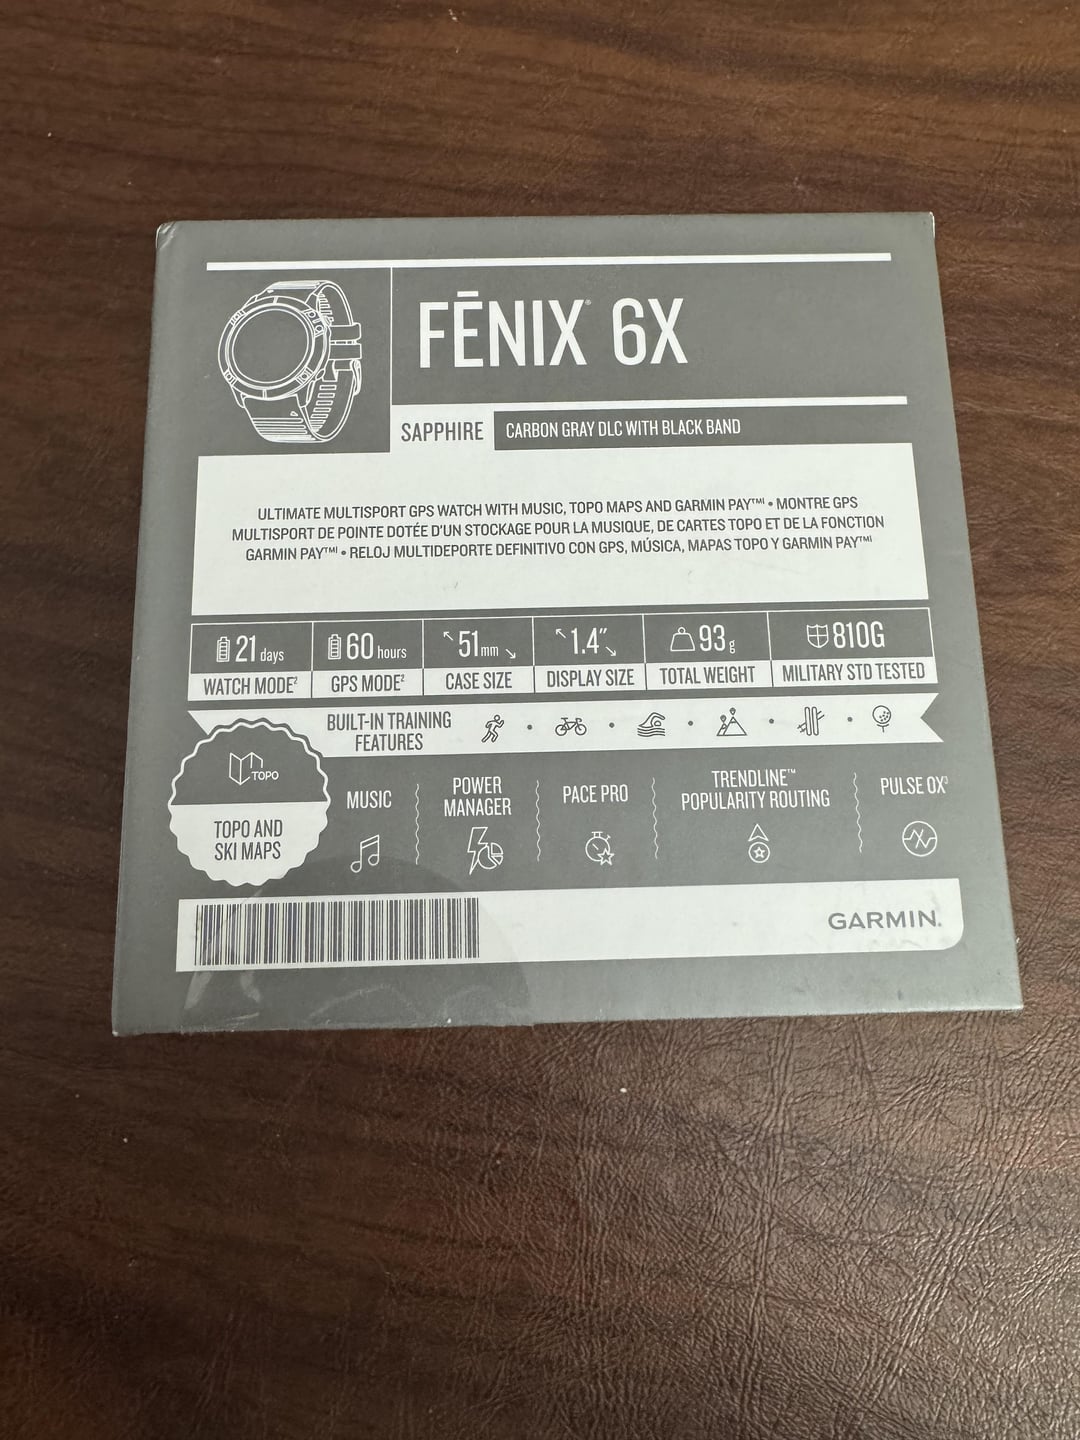 FĒNIX® 6X
SAPPHIRE
CARBON GRAY DLC WITH BLACK BAND
ULTIMATE MULTISPORT GPS WATCH WITH MUSIC, TOPO MAPS AND GARMIN PAY™¹ • MONTRE GPS
MULTISPORT DE POINTE DOTÉE D'UN STOCKAGE POUR LA MUSIQUE, DE CARTES TOPO ET DE LA FONCTION
GARMIN PAY™¹ • RELOJ MULTIDEPORTE DEFINITIVO CON GPS, MÚSICA, MAPAS TOPO Y GARMIN PAY™¹
21 days
WATCH MODE²
60 hours
GPS MODE²
51mm
CASE SIZE
1.4″
DISPLAY SIZE
93g
TOTAL WEIGHT
810G
MILITARY STD TESTED
BUILT-IN TRAINING
FEATURES
TOPO
TOPO AND
SKI MAPS
MUSIC
POWER
MANAGER
PACE PRO
TRENDLINE™
POPULARITY ROUTING
PULSE OX³
GARMIN.